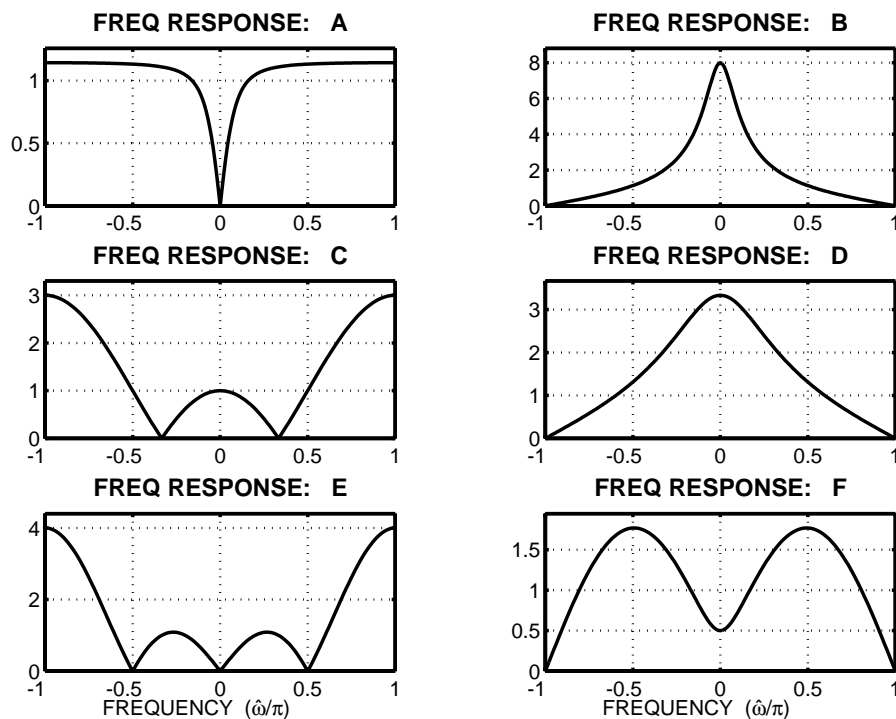 FREQ RESPONSE: A
1
0.5
0
-1 -0.5 0 0.5 1
FREQ RESPONSE: B
8
6
4
2
0
-1 -0.5 0 0.5 1
FREQ RESPONSE: C
3
2
1
0
-1 -0.5 0 0.5 1
FREQ RESPONSE: D
3
2
1
0
-1 -0.5 0 0.5 1
FREQ RESPONSE: E
4
2
0
-1 -0.5 0 0.5 1
FREQUENCY (ω̂/π)
FREQ RESPONSE: F
1.5
1
0.5
0
-1 -0.5 0 0.5 1
FREQUENCY (ω̂/π)